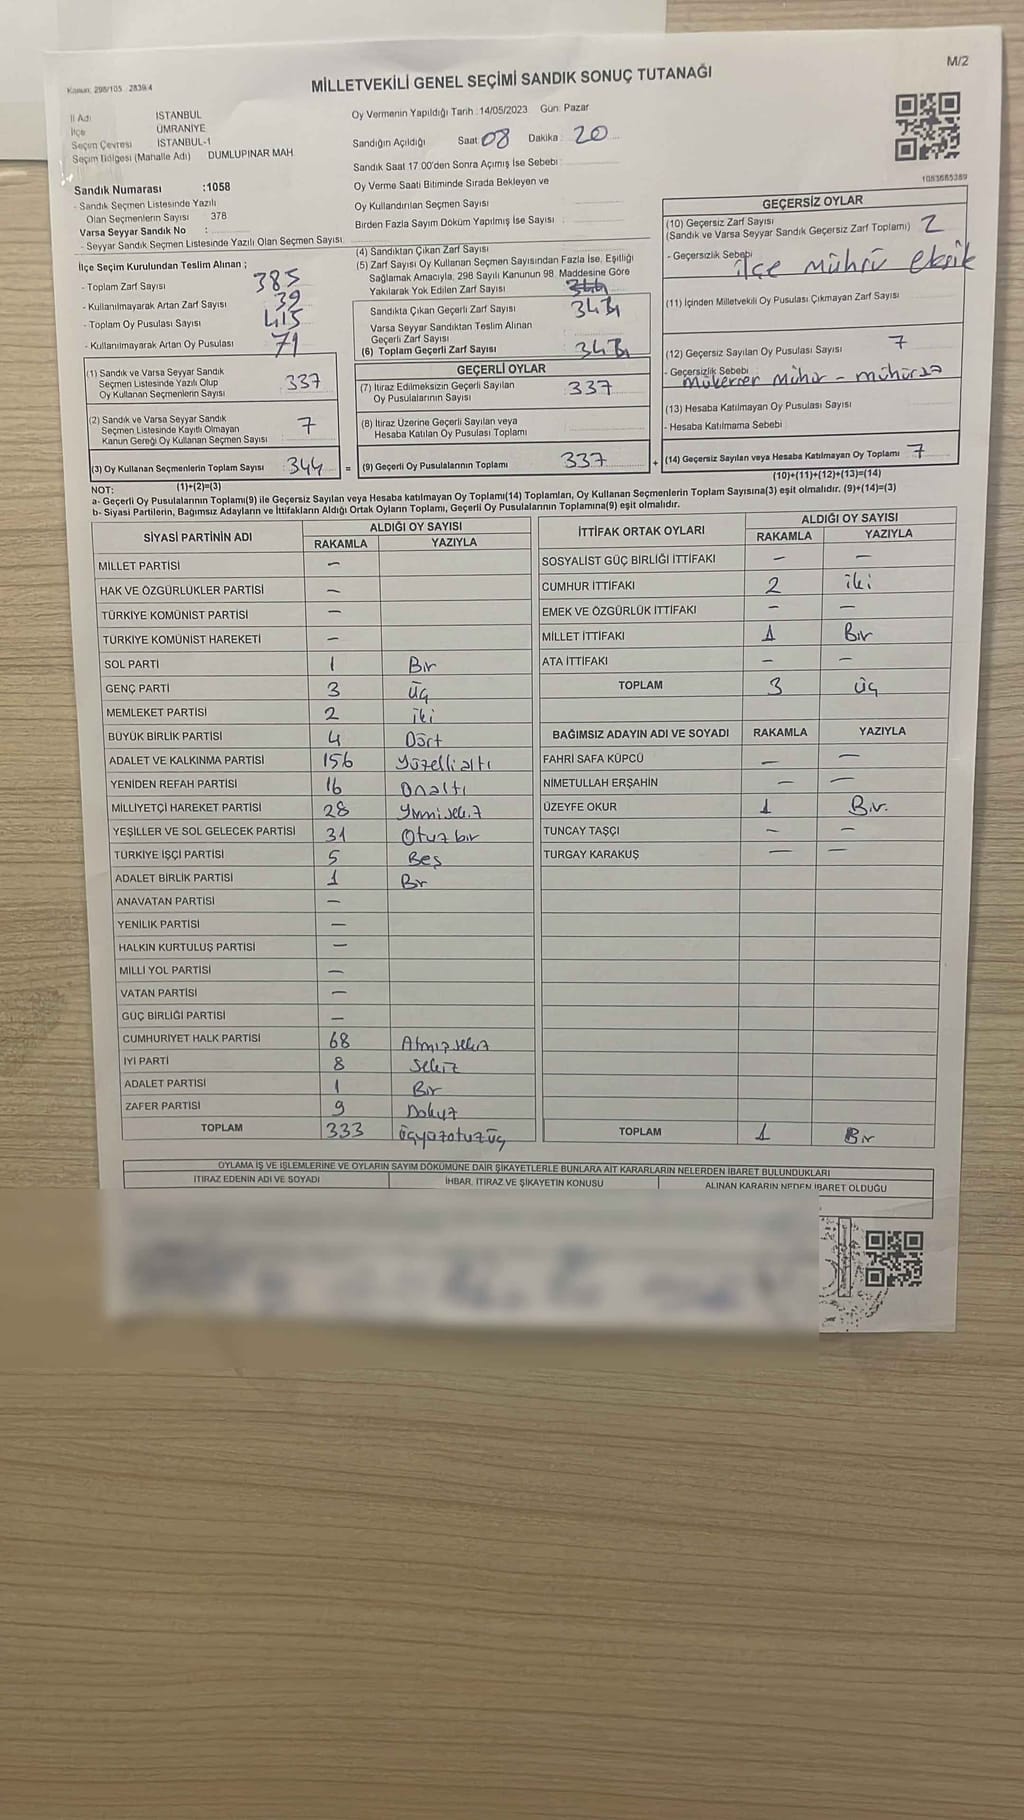 MİLLETVEKİLİ GENEL SEÇİMİ SANDIK SONUÇ TUTANAĞI
M/2
Kanun: 298/105 , 2839/4
İl Adı İSTANBUL
İlçe ÜMRANİYE
Seçim Çevresi İSTANBUL-1
Seçim Bölgesi (Mahalle Adı) DUMLUPINAR MAH.
Oy Vermenin Yapıldığı Tarih :14/05/2023 Gün: Pazar
Sandığın Açıldığı Saat: 08 Dakika: 20
Sandık Saat 17:00'den Sonra Açılmış İse Sebebi:
Oy Verme Saati Bitiminde Sırada Bekleyen ve
Oy Kullandırılan Seçmen Sayısı
Birden Fazla Sayım Döküm Yapılmış İse Sayısı :
1053685369
Sandık Numarası :1058
- Sandık Seçmen Listesinde Yazılı
Olan Seçmenlerin Sayısı 378
Varsa Seyyar Sandık No :
- Seyyar Sandık Seçmen Listesinde Yazılı Olan Seçmen Sayısı:
İlçe Seçim Kurulundan Teslim Alınan ;
- Toplam Zarf Sayısı 385
- Kullanılmayarak Artan Zarf Sayısı 39
- Toplam Oy Pusulası Sayısı 415
- Kullanılmayarak Artan Oy Pusulası 71
(1) Sandık ve Varsa Seyyar Sandık
Seçmen Listesinde Yazılı Olup
Oy Kullanan Seçmenlerin Sayısı 337
(2) Sandık ve Varsa Seyyar Sandık
Seçmen Listesinde Kayıtlı Olmayan
Kanun Gereği Oy Kullanan Seçmen Sayısı 7
(3) Oy Kullanan Seçmenlerin Toplam Sayısı 344 =
(1)+(2)=(3)
(4) Sandıktan Çıkan Zarf Sayısı
(5) Zarf Sayısı Oy Kullanan Seçmen Sayısından Fazla İse, Eşitliği
Sağlamak Amacıyla, 298 Sayılı Kanunun 98. Maddesine Göre
Yakılarak Yok Edilen Zarf Sayısı
Sandıkta Çıkan Geçerli Zarf Sayısı
Varsa Seyyar Sandıktan Teslim Alınan
Geçerli Zarf Sayısı
(6) Toplam Geçerli Zarf Sayısı
GEÇERLİ OYLAR
(7) İtiraz Edilmeksizin Geçerli Sayılan
Oy Pusulalarının Sayısı 337
(8) İtiraz Üzerine Geçerli Sayılan veya
Hesaba Katılan Oy Pusulası Toplamı
(9) Geçerli Oy Pusulalarının Toplamı 337 +
GEÇERSİZ OYLAR
(10) Geçersiz Zarf Sayısı
(Sandık ve Varsa Seyyar Sandık Geçersiz Zarf Toplamı) 2
- Geçersizlik Sebebi ilçe mührü eksik
(11) İçinden Milletvekili Oy Pusulası Çıkmayan Zarf Sayısı
(12) Geçersiz Sayılan Oy Pusulası Sayısı 7
- Geçersizlik Sebebi
mükerrer mühür - mühürsz
(13) Hesaba Katılmayan Oy Pusulası Sayısı
- Hesaba Katılmama Sebebi
(14) Geçersiz Sayılan veya Hesaba Katılmayan Oy Toplamı 7
(10)+(11)+(12)+(13)=(14)
NOT:
a- Geçerli Oy Pusulalarının Toplamı(9) ile Geçersiz Sayılan veya Hesaba katılmayan Oy Toplamı(14) Toplamları, Oy Kullanan Seçmenlerin Toplam Sayısına(3) eşit olmalıdır. (9)+(14)=(3)
b- Siyasi Partilerin, Bağımsız Adayların ve İttifakların Aldığı Ortak Oyların Toplamı, Geçerli Oy Pusulalarının Toplamına(9) eşit olmalıdır.
SİYASİ PARTİNİN ADI ALDIĞI OY SAYISI
RAKAMLA YAZIYLA
MİLLET PARTİSİ —
HAK VE ÖZGÜRLÜKLER PARTİSİ —
TÜRKİYE KOMÜNİST PARTİSİ —
TÜRKİYE KOMÜNİST HAREKETİ —
SOL PARTİ 1 Bir
GENÇ PARTİ 3 Üç
MEMLEKET PARTİSİ 2 iki
BÜYÜK BİRLİK PARTİSİ 4 Dört
ADALET VE KALKINMA PARTİSİ 156 Yüzellialtı
YENİDEN REFAH PARTİSİ 16 Onaltı
MİLLİYETÇİ HAREKET PARTİSİ 28 Yirmisekiz
YEŞİLLER VE SOL GELECEK PARTİSİ 31 Otuzbir
TÜRKİYE İŞÇİ PARTİSİ 5 Beş
ADALET BİRLİK PARTİSİ 1 Bir
ANAVATAN PARTİSİ —
YENİLİK PARTİSİ —
HALKIN KURTULUŞ PARTİSİ —
MİLLİ YOL PARTİSİ —
VATAN PARTİSİ —
GÜÇ BİRLİĞİ PARTİSİ —
CUMHURİYET HALK PARTİSİ 68 Atmışsekiz
İYİ PARTİ 8 Sekiz
ADALET PARTİSİ 1 Bir
ZAFER PARTİSİ 9 Dokuz
TOPLAM 333 üçyüzotuzüç
İTTİFAK ORTAK OYLARI ALDIĞI OY SAYISI
RAKAMLA YAZIYLA
SOSYALİST GÜÇ BİRLİĞİ İTTİFAKI — —
CUMHUR İTTİFAKI 2 iki
EMEK VE ÖZGÜRLÜK İTTİFAKI — —
MİLLET İTTİFAKI 1 Bir
ATA İTTİFAKI — —
TOPLAM 3 üç
BAĞIMSIZ ADAYIN ADI VE SOYADI RAKAMLA YAZIYLA
FAHRİ SAFA KÜPCÜ — —
NİMETULLAH ERŞAHİN — —
ÜZEYFE OKUR 1 Bir.
TUNCAY TAŞÇI — —
TURGAY KARAKUŞ — —
TOPLAM 1 Bir
OYLAMA İŞ VE İŞLEMLERİNE VE OYLARIN SAYIM DÖKÜMÜNE DAİR ŞİKAYETLERLE BUNLARA AİT KARARLARIN NELERDEN İBARET BULUNDUKLARI
İTİRAZ EDENİN ADI VE SOYADI İHBAR, İTİRAZ VE ŞİKAYETİN KONUSU ALINAN KARARIN NEDEN İBARET OLDUĞU